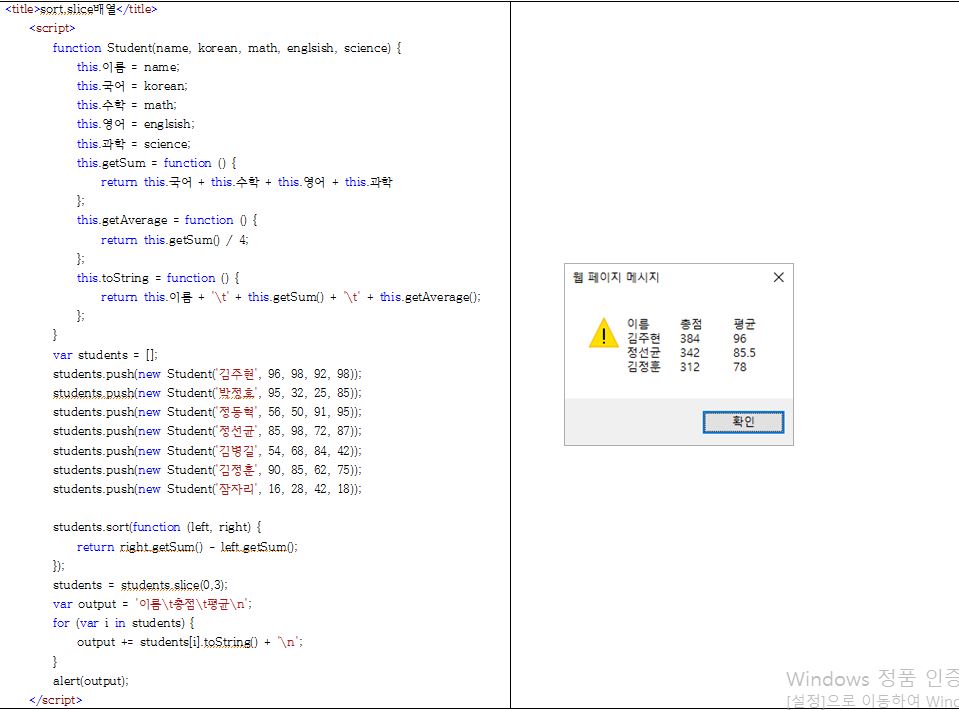 <title>sort.slice배열</title>
<script>
function Student(name, korean, math, englsish, science) {
this.이름 = name;
this.국어 = korean;
this.수학 = math;
this.영어 = englsish;
this.과학 = science;
this.getSum = function () {
return this.국어 + this.수학 + this.영어 + this.과학
};
this.getAverage = function () {
return this.getSum() / 4;
};
this.toString = function () {
return this.이름 + '\t' + this.getSum() + '\t' + this.getAverage();
};
}
var students = [];
students.push(new Student('김주현', 96, 98, 92, 98));
students.push(new Student('박정호', 95, 32, 25, 85));
students.push(new Student('정동혁', 56, 50, 91, 95));
students.push(new Student('정선균', 85, 98, 72, 87));
students.push(new Student('김병길', 54, 68, 84, 42));
students.push(new Student('김정훈', 90, 85, 62, 75));
students.push(new Student('잠자리', 16, 28, 42, 18));
students.sort(function (left, right) {
return right.getSum() - left.getSum();
});
students = students.slice(0,3);
var output = '이름\t총점\t평균\n';
for (var i in students) {
output += students[i].toString() + '\n';
}
alert(output);
</script>
웹 페이지 메시지
이름 총점 평균
김주현 384 96
정선균 342 85.5
김정훈 312 78
확인
Windows 정품 인증
[설정]으로 이동하여 Wind